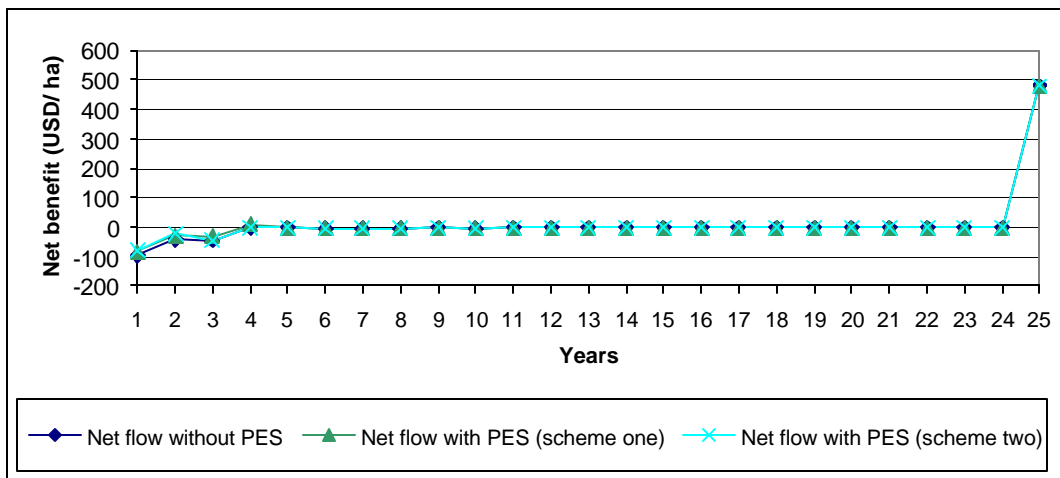 Net benefit (USD/ ha)
600
500
400
300
200
100
0
-100
-200
1 2 3 4 5 6 7 8 9 10 11 12 13 14 15 16 17 18 19 20 21 22 23 24 25
Years
Net flow without PES Net flow with PES (scheme one) Net flow with PES (scheme two)